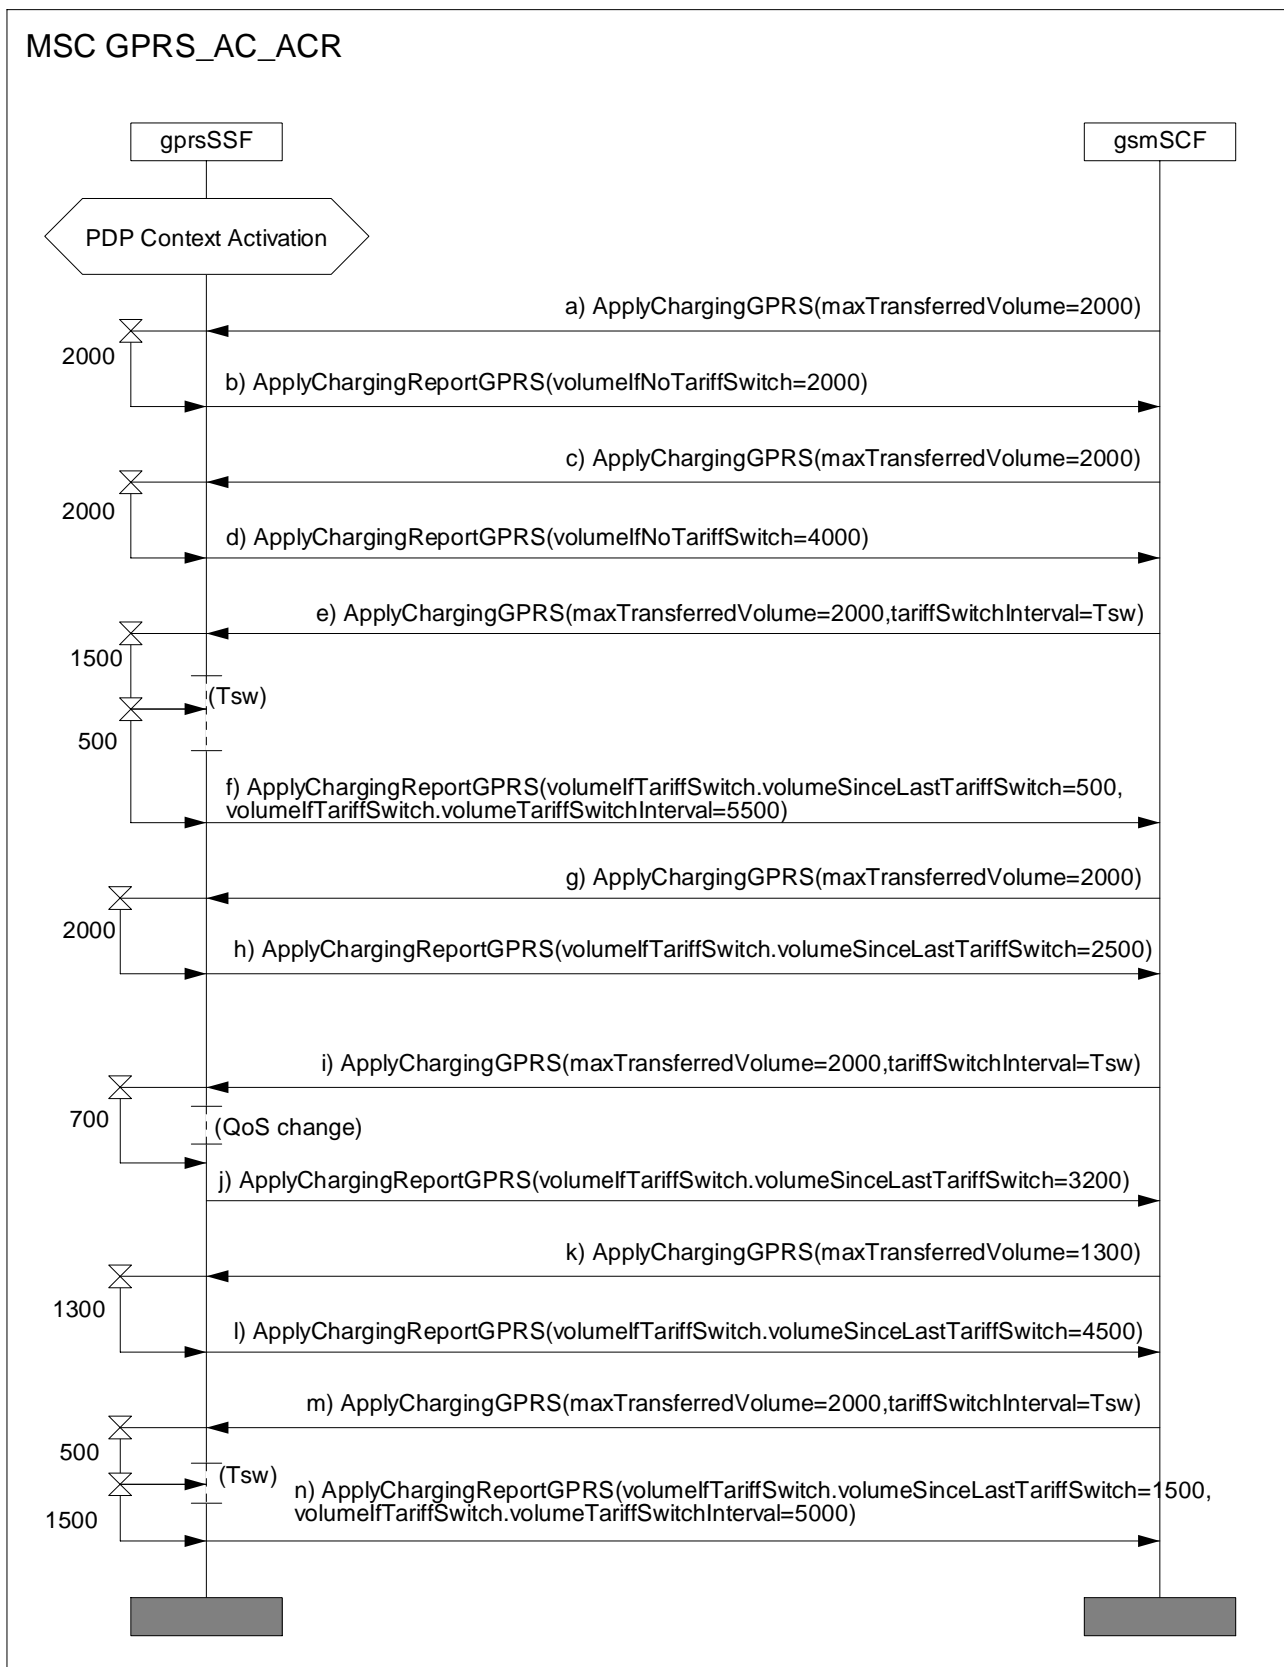 MSC GPRS_AC_ACR
gprsSSF
gsmSCF
PDP Context Activation
a) ApplyChargingGPRS(maxTransferredVolume=2000)
2000
b) ApplyChargingReportGPRS(volumeIfNoTariffSwitch=2000)
c) ApplyChargingGPRS(maxTransferredVolume=2000)
2000
d) ApplyChargingReportGPRS(volumeIfNoTariffSwitch=4000)
e) ApplyChargingGPRS(maxTransferredVolume=2000,tariffSwitchInterval=Tsw)
1500
(Tsw)
500
f) ApplyChargingReportGPRS(volumeIfTariffSwitch.volumeSinceLastTariffSwitch=500,
volumeIfTariffSwitch.volumeTariffSwitchInterval=5500)
g) ApplyChargingGPRS(maxTransferredVolume=2000)
2000
h) ApplyChargingReportGPRS(volumeIfTariffSwitch.volumeSinceLastTariffSwitch=2500)
i) ApplyChargingGPRS(maxTransferredVolume=2000,tariffSwitchInterval=Tsw)
700
(QoS change)
j) ApplyChargingReportGPRS(volumeIfTariffSwitch.volumeSinceLastTariffSwitch=3200)
k) ApplyChargingGPRS(maxTransferredVolume=1300)
1300
l) ApplyChargingReportGPRS(volumeIfTariffSwitch.volumeSinceLastTariffSwitch=4500)
m) ApplyChargingGPRS(maxTransferredVolume=2000,tariffSwitchInterval=Tsw)
500
(Tsw)
n) ApplyChargingReportGPRS(volumeIfTariffSwitch.volumeSinceLastTariffSwitch=1500,
volumeIfTariffSwitch.volumeTariffSwitchInterval=5000)
1500